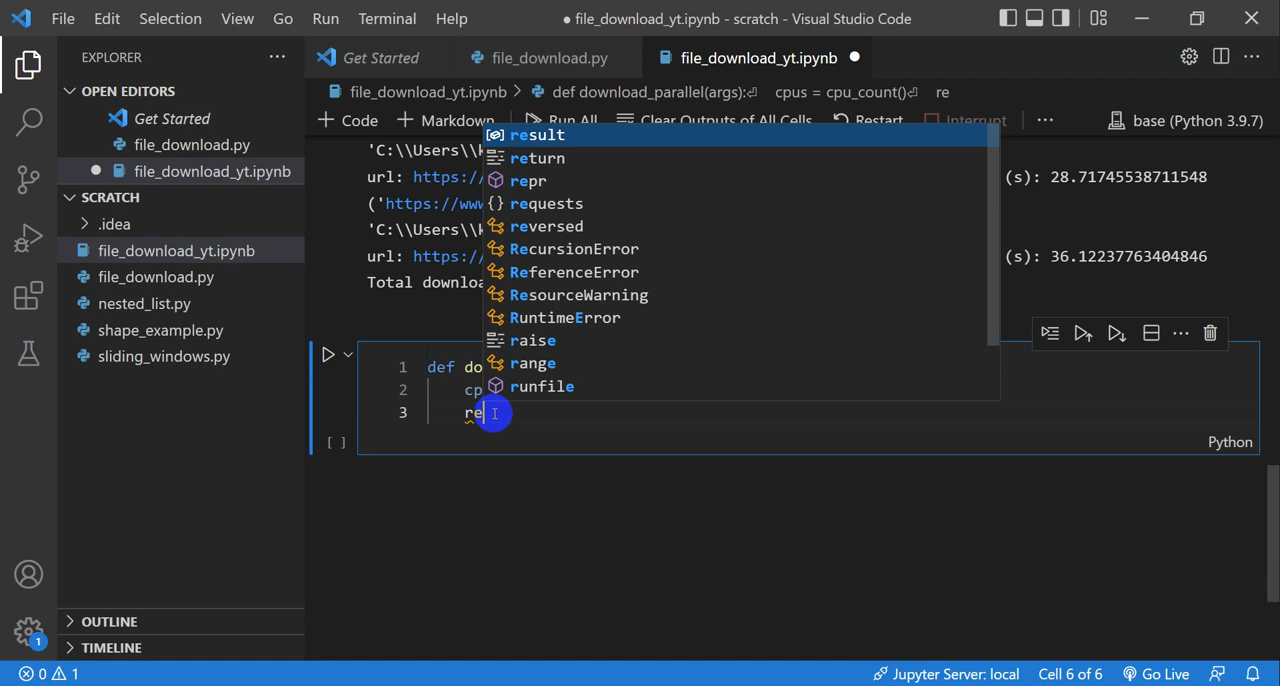 File Edit Selection View Go Run Terminal Help
● file_download_yt.ipynb - scratch - Visual Studio Code
EXPLORER
OPEN EDITORS
Get Started
file_download.py
● file_download_yt.ipynb
SCRATCH
.idea
file_download_yt.ipynb
file_download.py
nested_list.py
shape_example.py
sliding_windows.py
OUTLINE
TIMELINE
1
Get Started file_download.py file_download_yt.ipynb ●
file_download_yt.ipynb > def download_parallel(args):⏎ cpus = cpu_count()⏎ re
+ Code + Markdown Run All Clear Outputs of All Cells Restart Interrupt ... base (Python 3.9.7)
'C:\\Users\\
url: https:// (s): 28.71745538711548
('https://www
'C:\\Users\\
url: https:// (s): 36.12237763404846
Total downloa
result
return
repr
requests
reversed
RecursionError
ReferenceError
ResourceWarning
RuntimeError
raise
range
runfile
1 def do
2 cp
3 re
[ ] Python
0 1 Jupyter Server: local Cell 6 of 6 Go Live